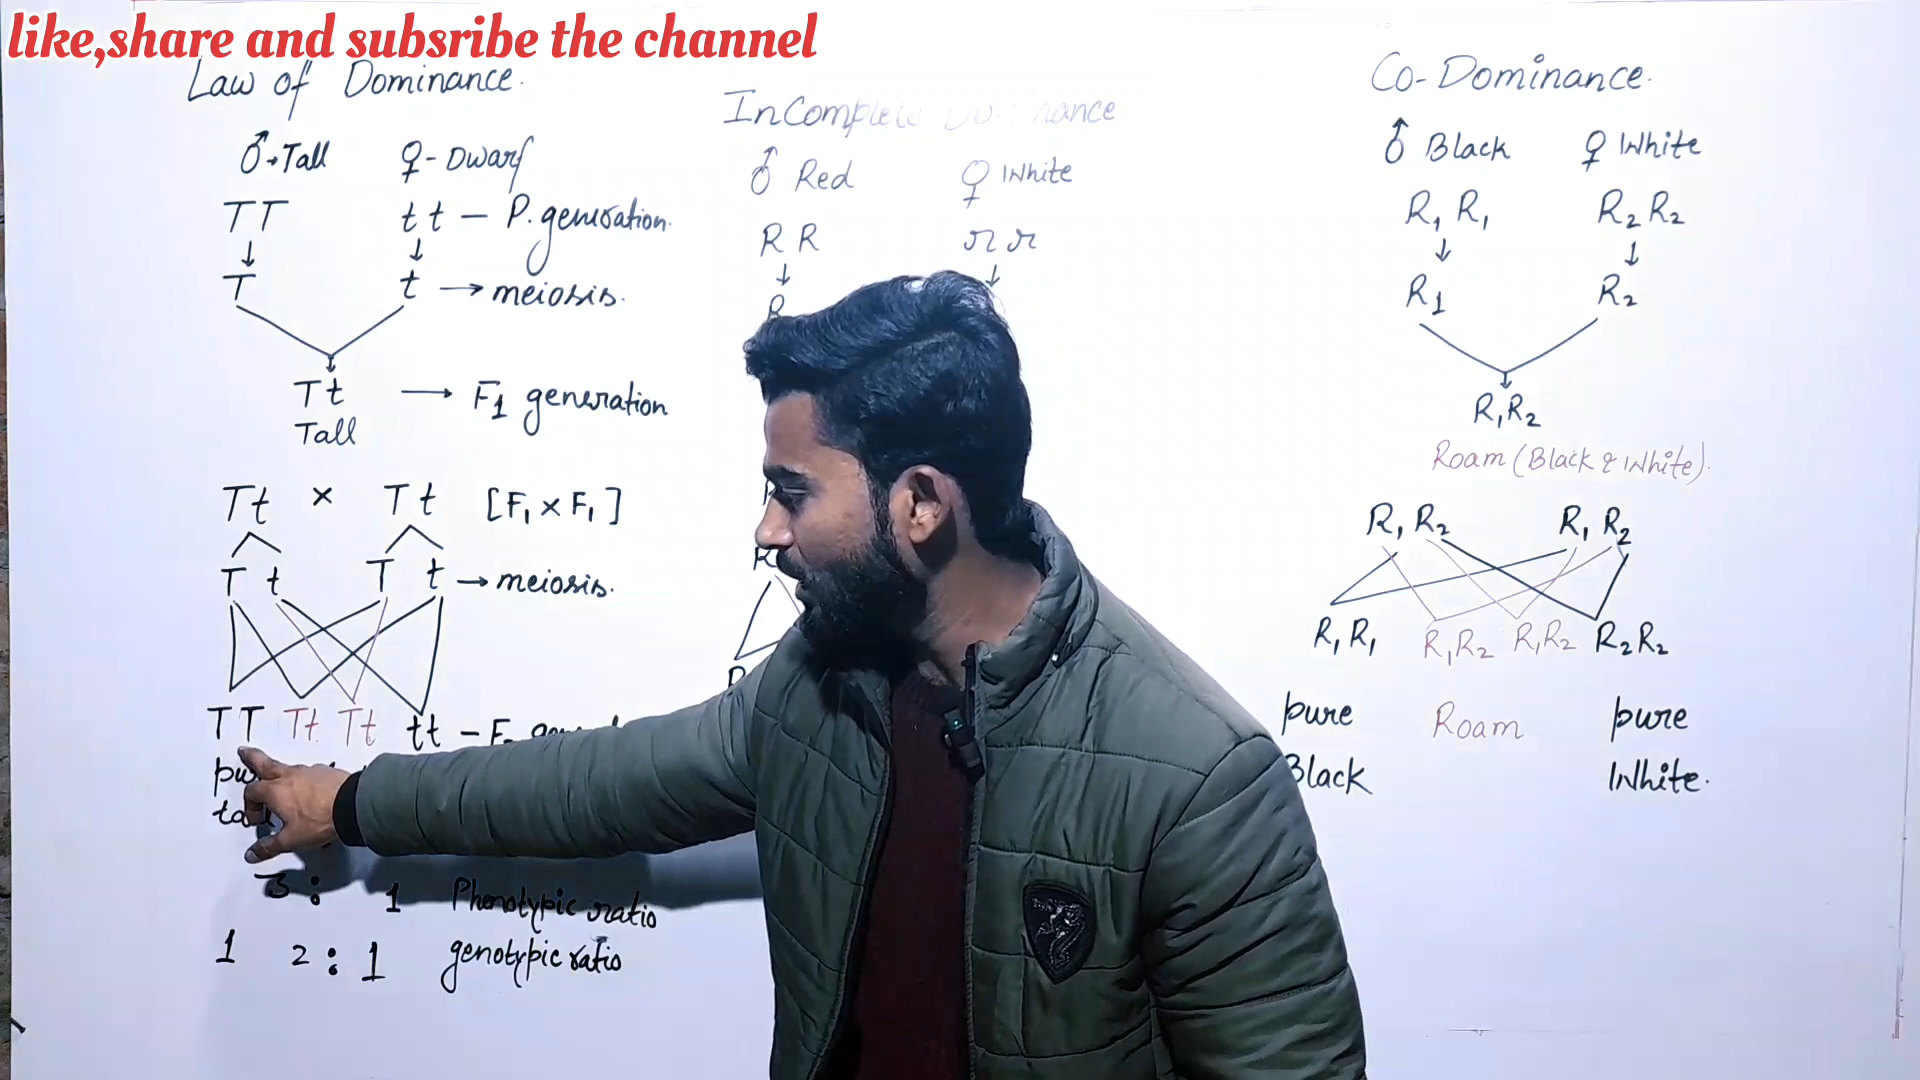 like,share and subsribe the channel
Law of Dominance.
♂→Tall ♀-Dwarf
TT tt — P. generation.
↓ ↓
T t → meiosis.
Tt → F1 generation
Tall
Tt × Tt [F1 × F1]
T t T t → meiosis.
TT Tt Tt tt —
3 : 1 Phenotypic ratio
1 2 : 1 genotypic ratio
InComplete
♂ Red ♀ White
R R r r
↓ ↓
R
Co-Dominance.
♂ Black ♀ White
R1 R1 R2 R2
↓ ↓
R1 R2
R1R2
Roam (Black & White).
R1 R2 R1 R2
R1 R1 R1R2 R1R2 R2R2
pure Roam pure
Black White.